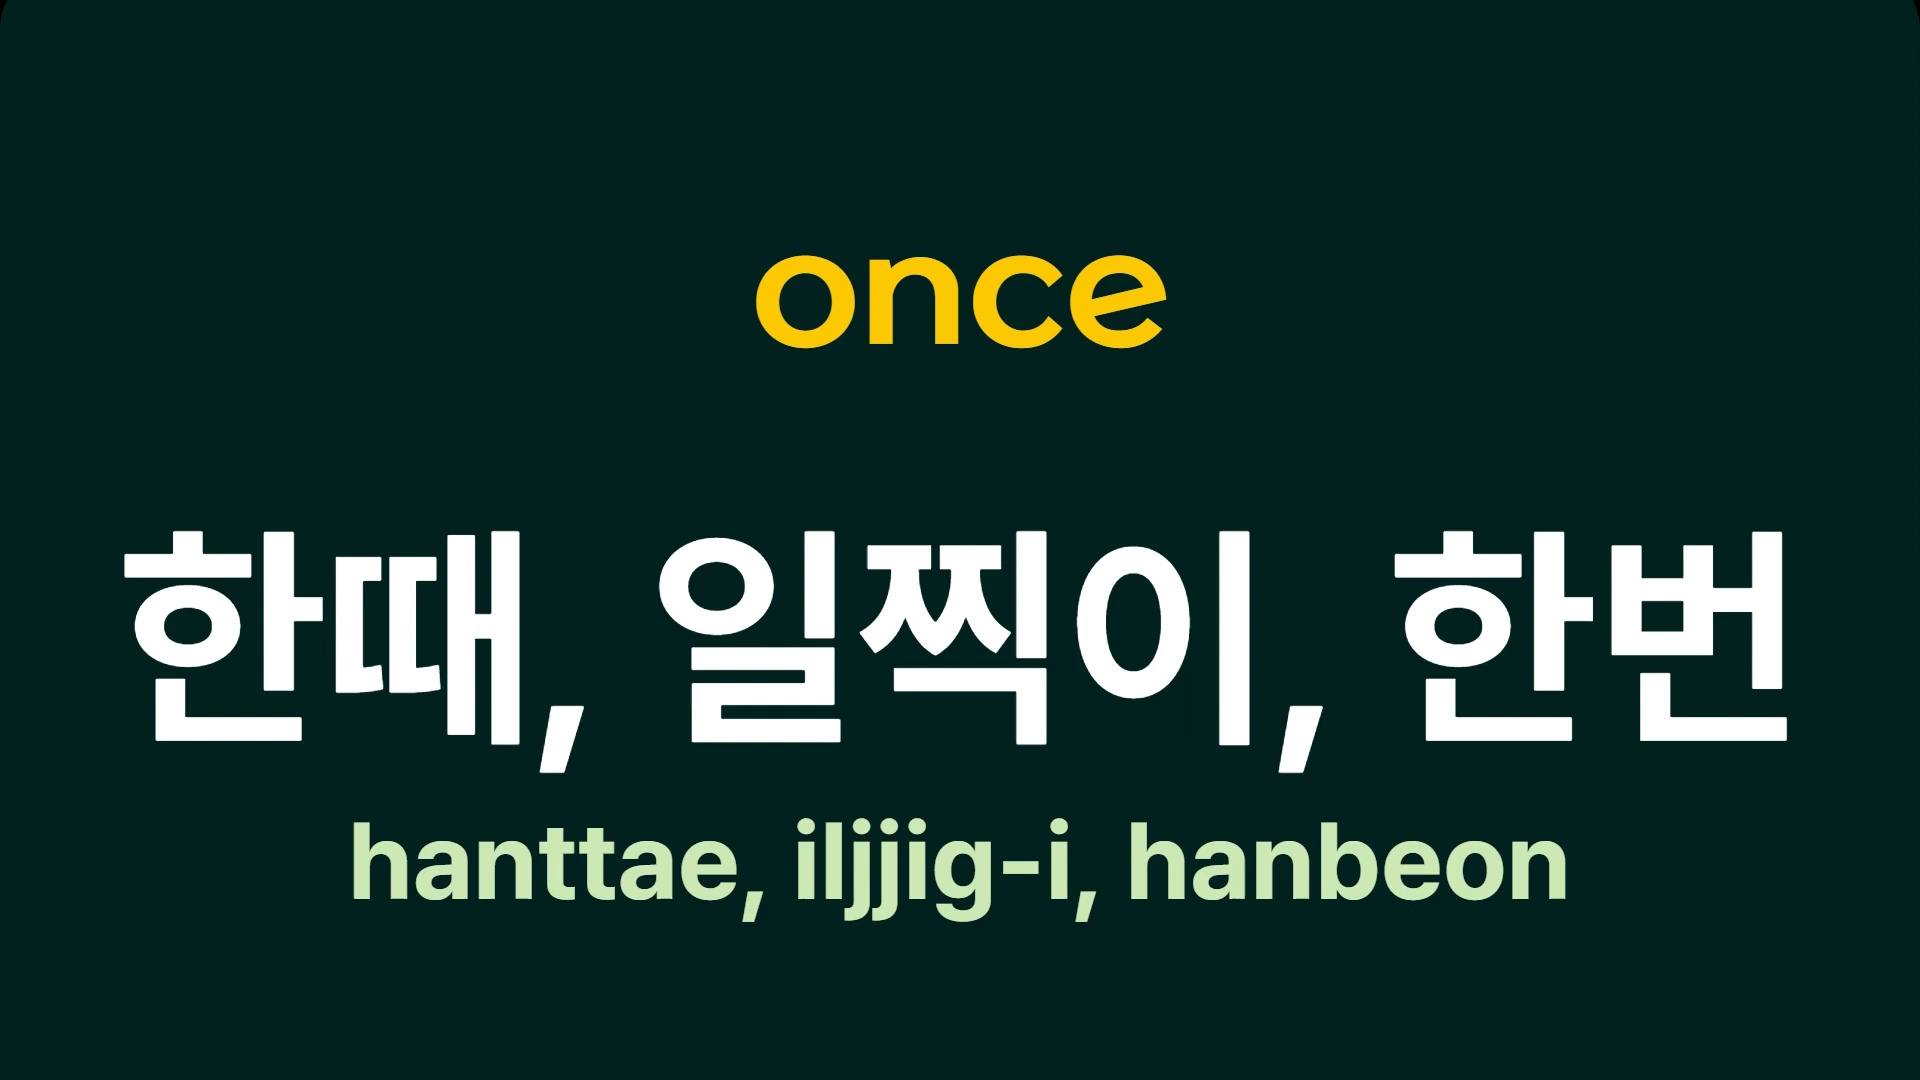 once
한때, 일찍이, 한번
hanttae, iljjig-i, hanbeon